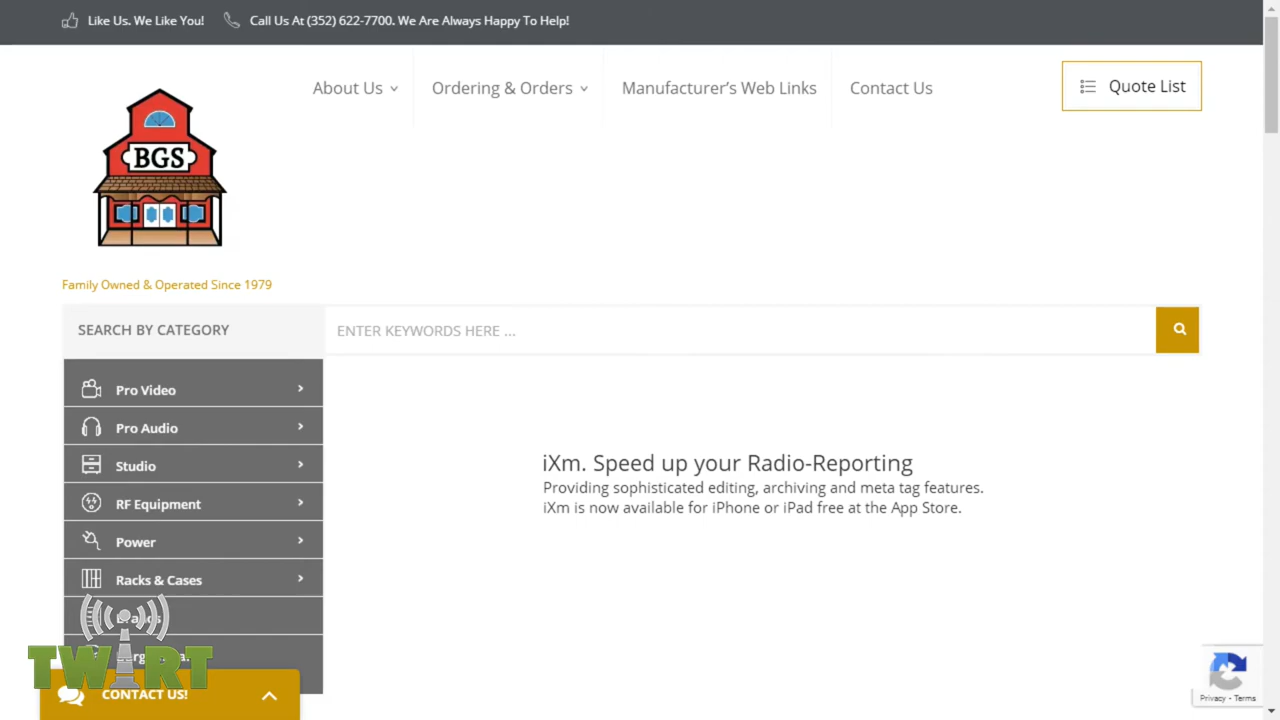 Like Us. We Like You!
Call Us At (352) 622-7700. We Are Always Happy To Help!
About Us
Ordering & Orders
Manufacturer's Web Links
Contact Us
Quote List
BGS
Family Owned & Operated Since 1979
SEARCH BY CATEGORY
ENTER KEYWORDS HERE ...
Pro Video
Pro Audio
Studio
RF Equipment
Power
Racks & Cases
iXm. Speed up your Radio-Reporting
Providing sophisticated editing, archiving and meta tag features.
iXm is now available for iPhone or iPad free at the App Store.
TWiRT
CONTACT US!
Privacy - Terms